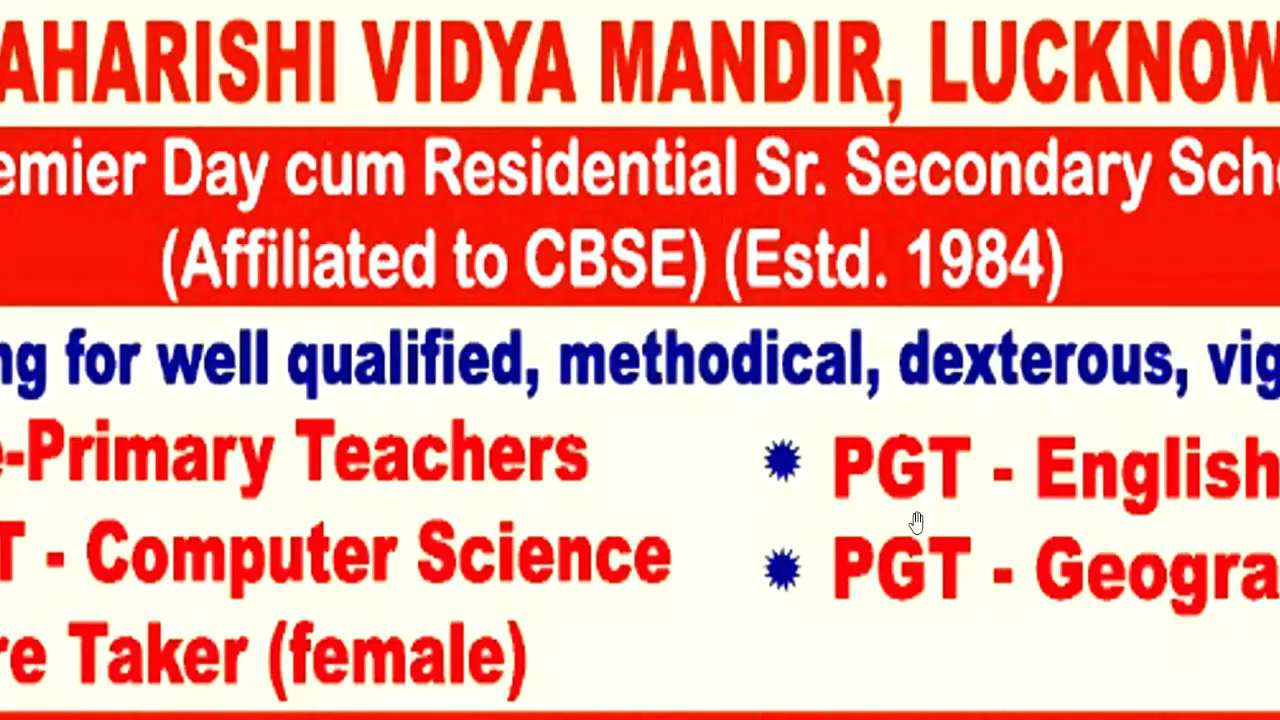 AHARISHI VIDYA MANDIR, LUCKNOW
emier Day cum Residential Sr. Secondary Scho
(Affiliated to CBSE) (Estd. 1984)
ng for well qualified, methodical, dexterous, vig
e-Primary Teachers
PGT - English
T - Computer Science
PGT - Geogra
re Taker (female)